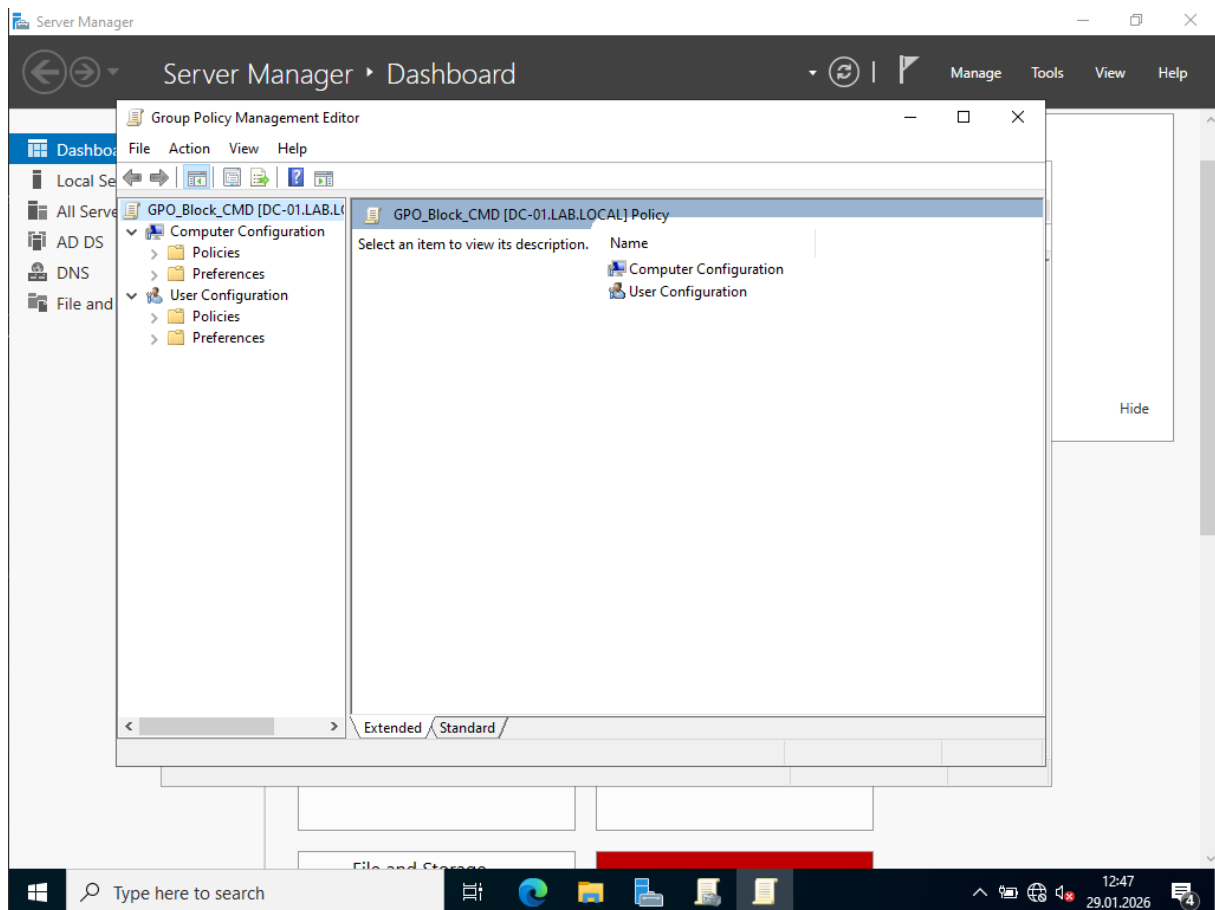 Server Manager
Server Manager ‣ Dashboard
Manage Tools View Help
Group Policy Management Editor
File Action View Help
Dashboa
Local Se
All Serve
AD DS
DNS
File and
GPO_Block_CMD [DC-01.LAB.L
Computer Configuration
Policies
Preferences
User Configuration
Policies
Preferences
GPO_Block_CMD [DC-01.LAB.LOCAL] Policy
Select an item to view its description.
Name
Computer Configuration
User Configuration
Hide
Extended
Standard
File and Storage
Type here to search
12:47
29.01.2026
4